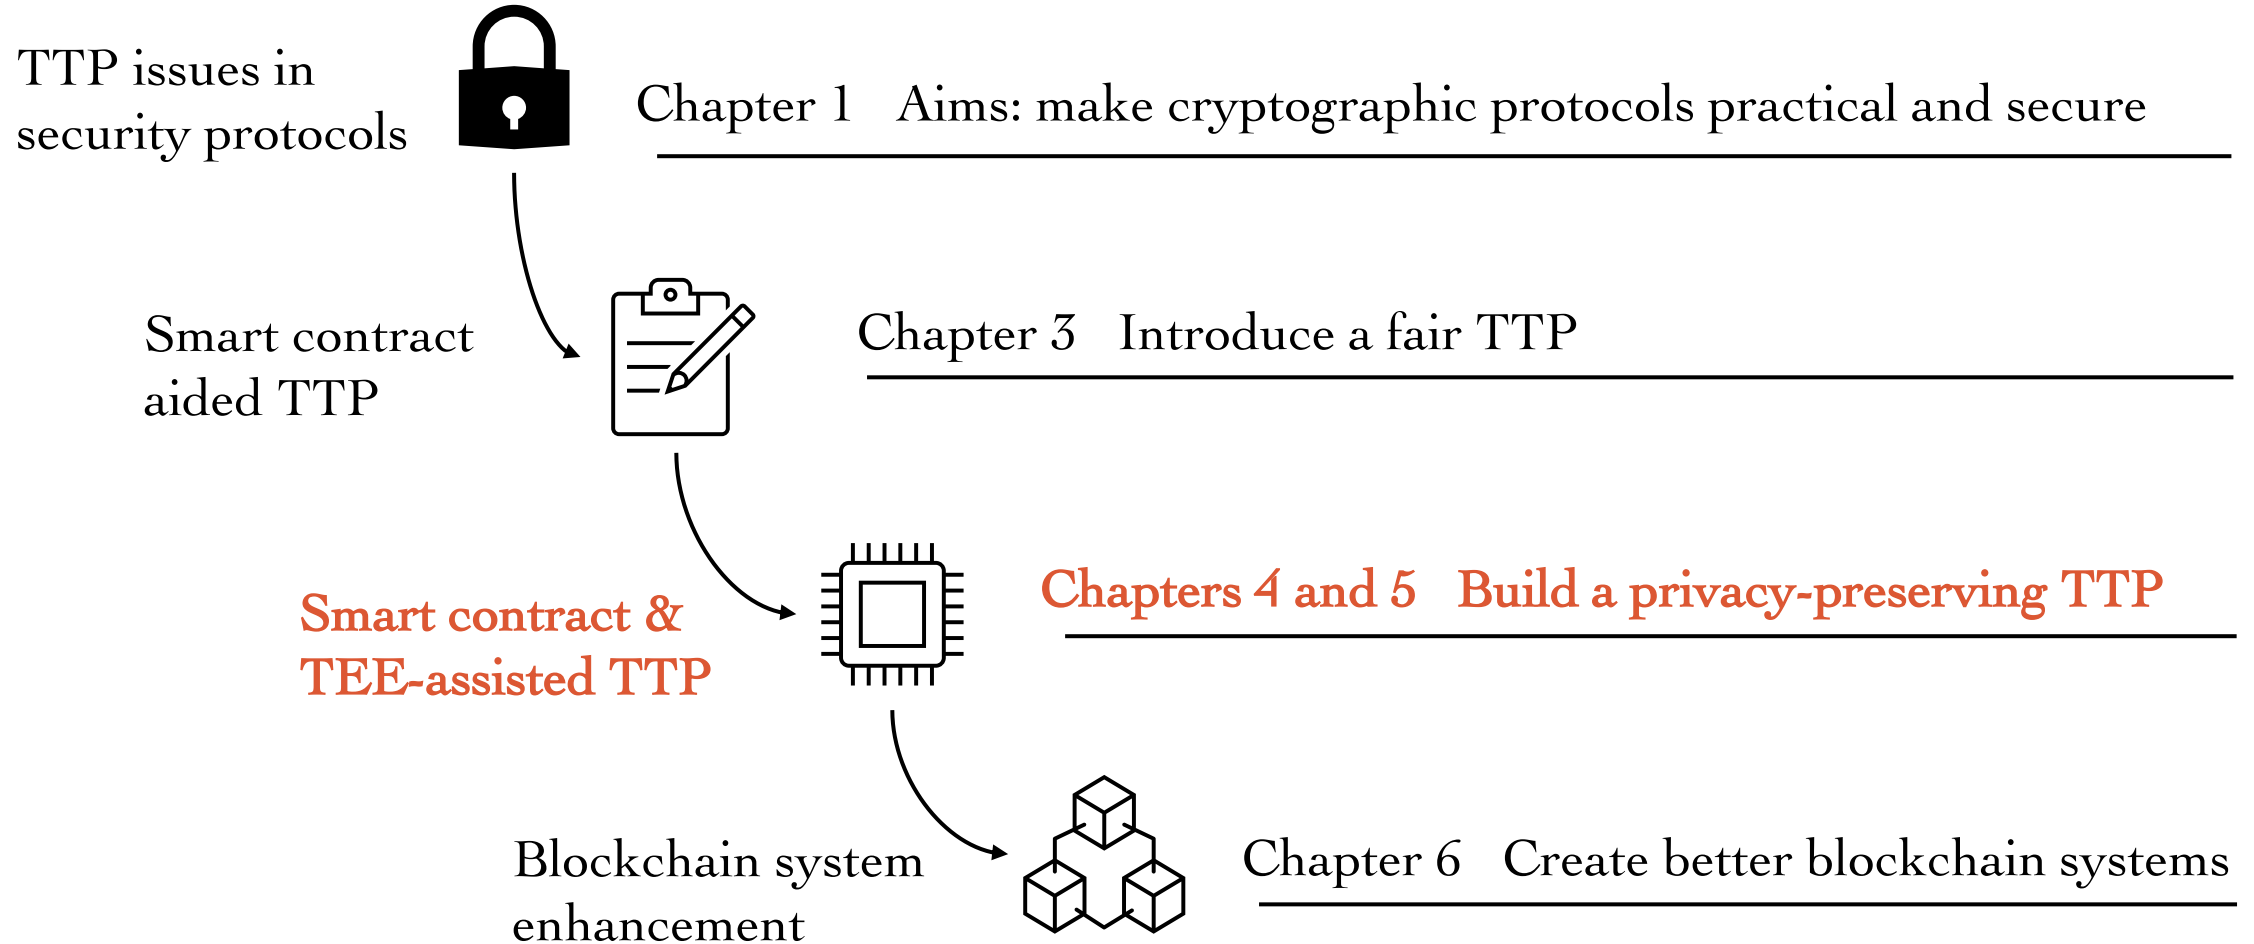 TTP issues in
security protocols
Chapter 1 Aims: make cryptographic protocols practical and secure
Smart contract
aided TTP
Chapter 3 Introduce a fair TTP
Smart contract &
TEE-assisted TTP
Chapters 4 and 5 Build a privacy-preserving TTP
Blockchain system
enhancement
Chapter 6 Create better blockchain systems